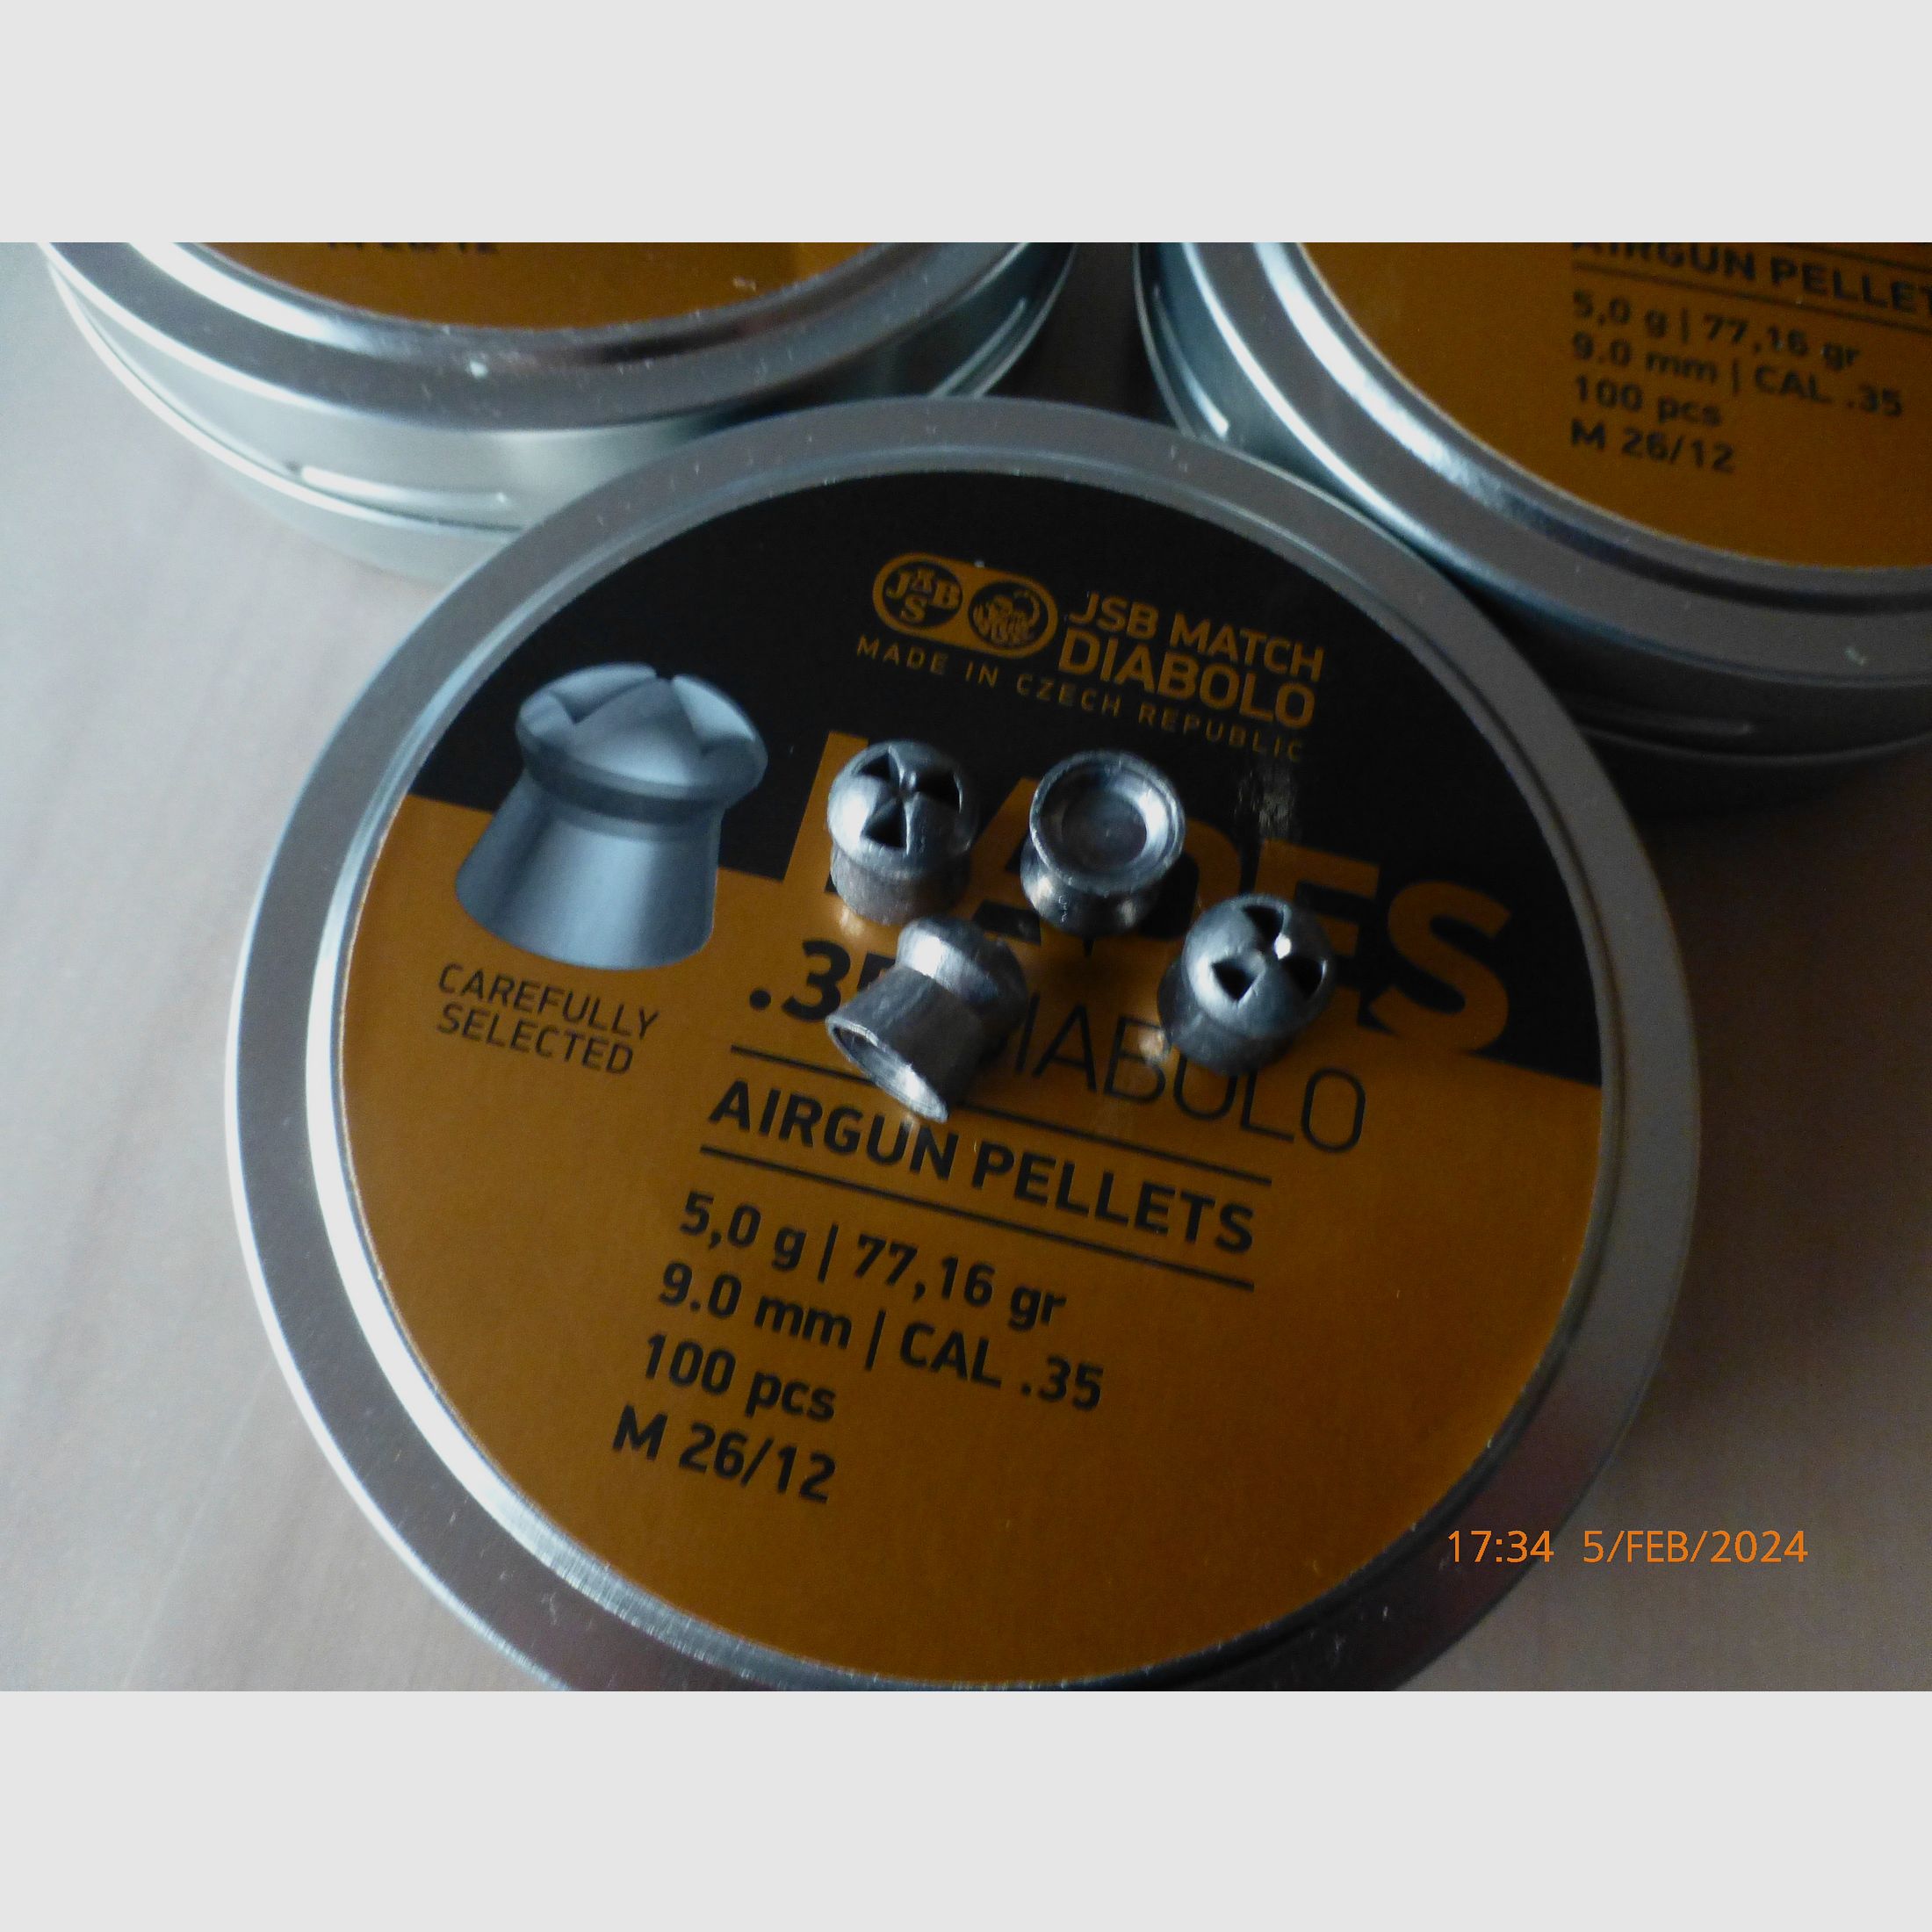 AIRGUN PELLET
5,0 g | 77,16 gr
9.0 mm | CAL .35
100 pcs
M 26/12
JSB
JSB MATCH
DIABOLO
MADE IN CZECH REPUBLIC
CAREFULLY
SELECTED
AIRGUN PELLETS
5,0 g | 77,16 gr
9.0 mm | CAL .35
100 pcs
M 26/12
17:34 5/FEB/2024